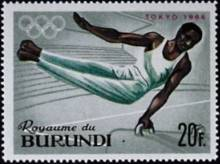 TOKYO 1964
Royaume du
BURUNDI
20F.